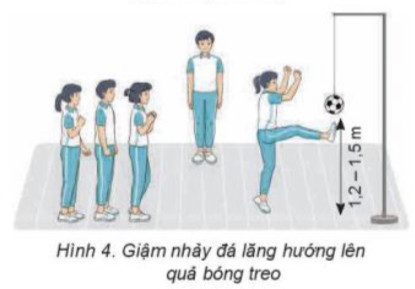 1,2 – 1,5 m
Hình 4. Giậm nhảy đá lăng hướng lên
quả bóng treo